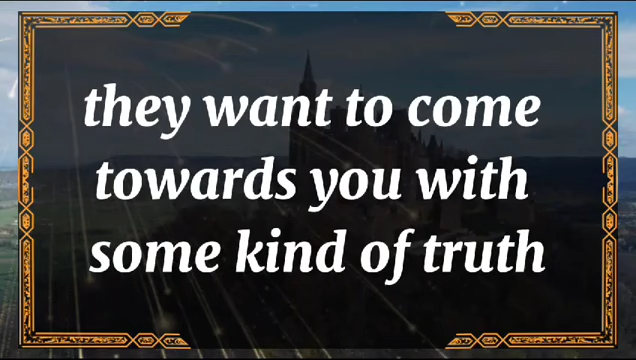 they want to come
towards you with
some kind of truth